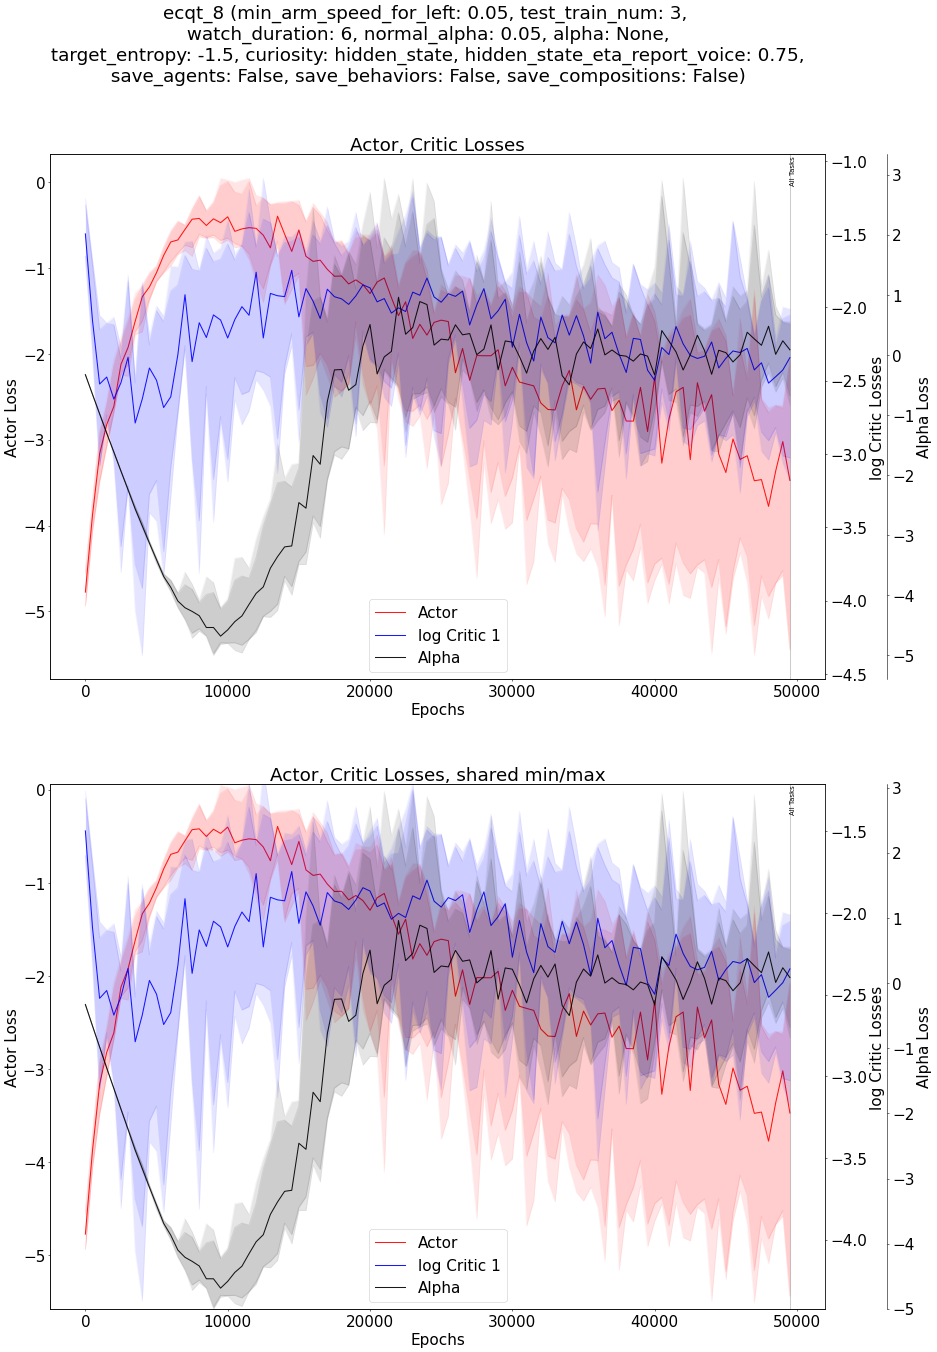 ecqt_8 (min_arm_speed_for_left: 0.05, test_train_num: 3,
watch_duration: 6, normal_alpha: 0.05, alpha: None,
target_entropy: -1.5, curiosity: hidden_state, hidden_state_eta_report_voice: 0.75,
save_agents: False, save_behaviors: False, save_compositions: False)
Actor, Critic Losses
All Tasks
0
−1
−2
−3
−4
−5
Actor Loss
−1.0
−1.5
−2.0
−2.5
−3.0
−3.5
−4.0
−4.5
log Critic Losses
3
2
1
0
−1
−2
−3
−4
−5
Alpha Loss
Actor
log Critic 1
Alpha
0 10000 20000 30000 40000 50000
Epochs
Actor, Critic Losses, shared min/max
All Tasks
0
−1
−2
−3
−4
−5
Actor Loss
−1.5
−2.0
−2.5
−3.0
−3.5
−4.0
log Critic Losses
3
2
1
0
−1
−2
−3
−4
−5
Alpha Loss
Actor
log Critic 1
Alpha
0 10000 20000 30000 40000 50000
Epochs